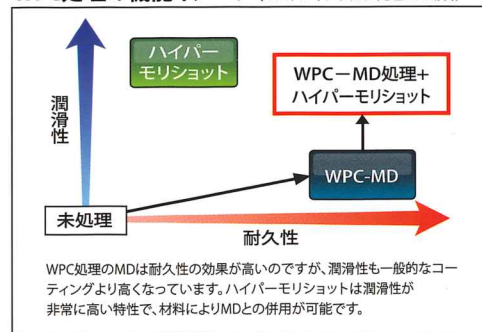 ハイパー
モリショット
WPC－MD処理＋
ハイパーモリショット
潤滑性
WPC-MD
未処理
耐久性
WPC処理のMDは耐久性の効果が高いのですが、潤滑性も一般的なコー
ティングより高くなっています。ハイパーモリショットは潤滑性が
非常に高い特性で、材料によりMDとの併用が可能です。